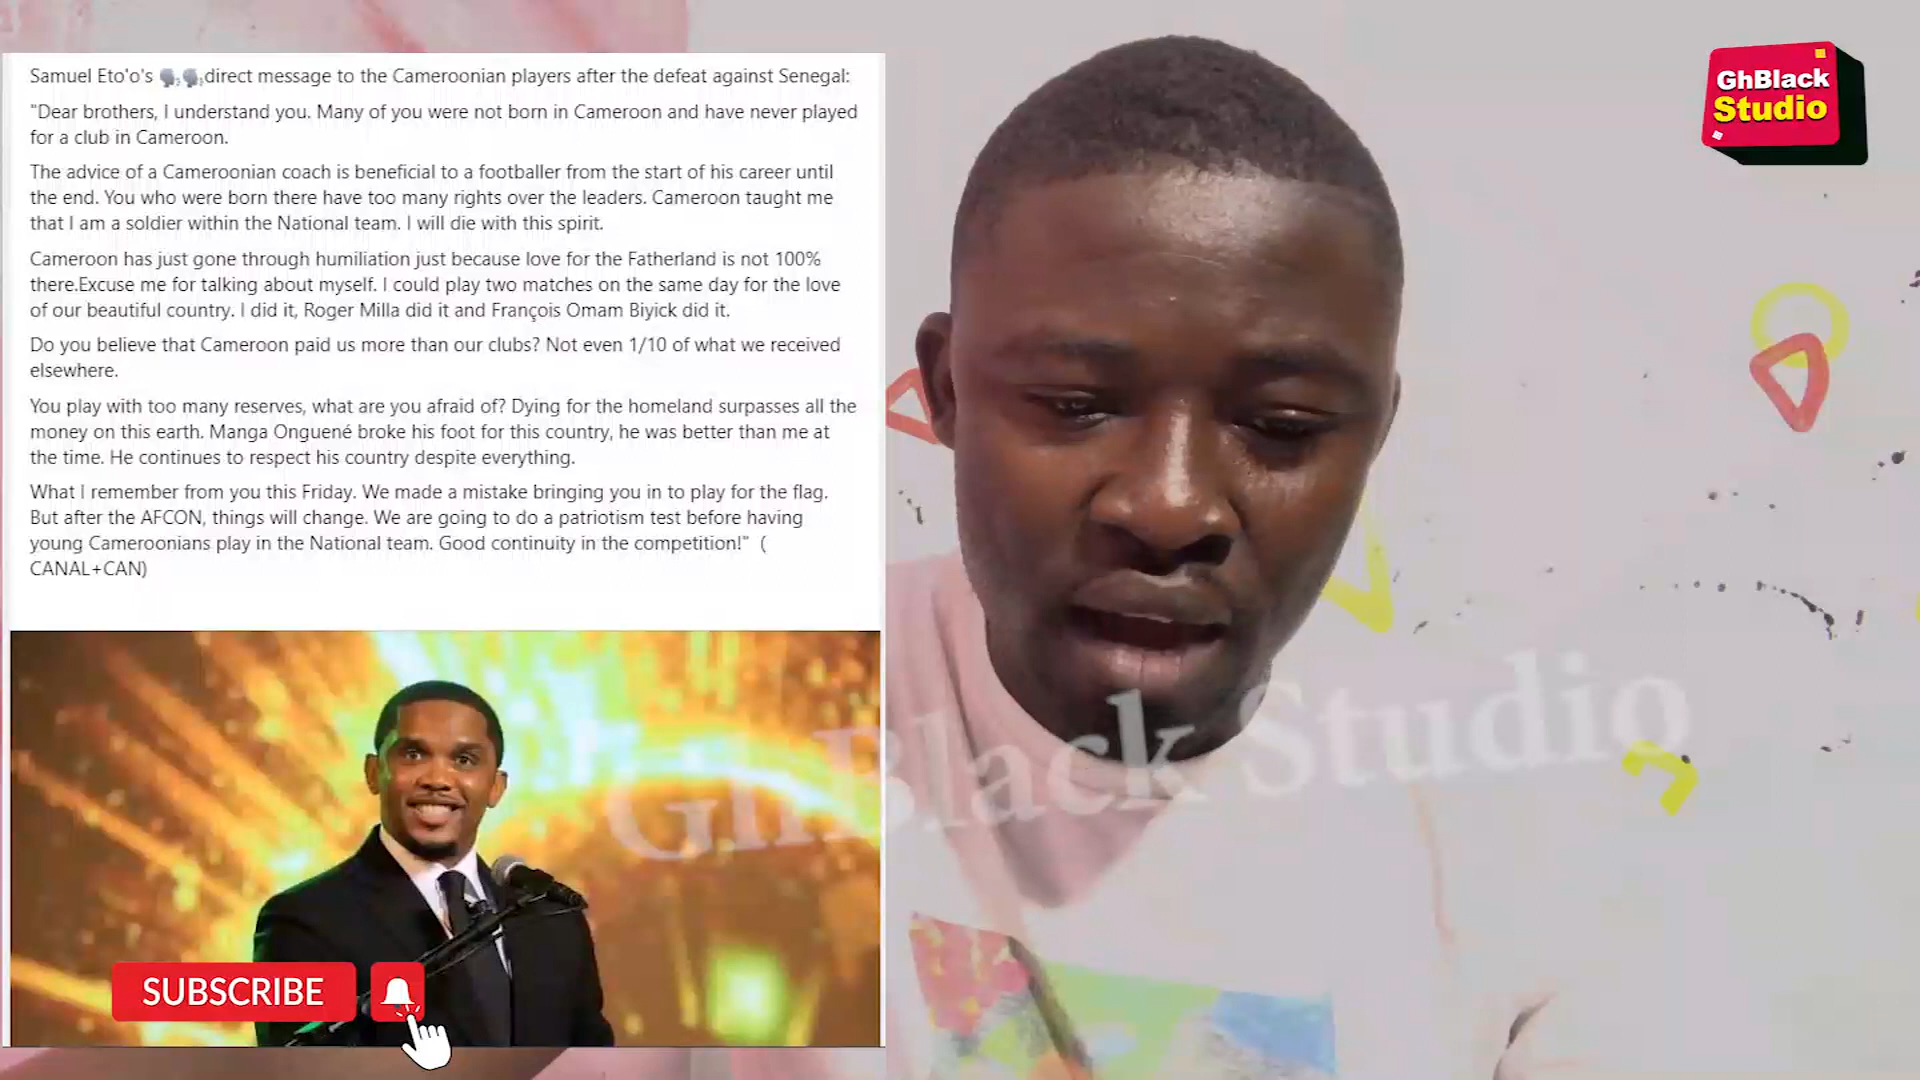 Samuel Eto'o's 🗣️🗣️direct message to the Cameroonian players after the defeat against Senegal:
"Dear brothers, I understand you. Many of you were not born in Cameroon and have never played
for a club in Cameroon.
The advice of a Cameroonian coach is beneficial to a footballer from the start of his career until
the end. You who were born there have too many rights over the leaders. Cameroon taught me
that I am a soldier within the National team. I will die with this spirit.
Cameroon has just gone through humiliation just because love for the Fatherland is not 100%
there.Excuse me for talking about myself. I could play two matches on the same day for the love
of our beautiful country. I did it, Roger Milla did it and François Omam Biyick did it.
Do you believe that Cameroon paid us more than our clubs? Not even 1/10 of what we received
elsewhere.
You play with too many reserves, what are you afraid of? Dying for the homeland surpasses all the
money on this earth. Manga Onguené broke his foot for this country, he was better than me at
the time. He continues to respect his country despite everything.
What I remember from you this Friday. We made a mistake bringing you in to play for the flag.
But after the AFCON, things will change. We are going to do a patriotism test before having
young Cameroonians play in the National team. Good continuity in the competition!" (
CANAL+CAN)
SUBSCRIBE
GhBlack
Studio
GhBlack Studio